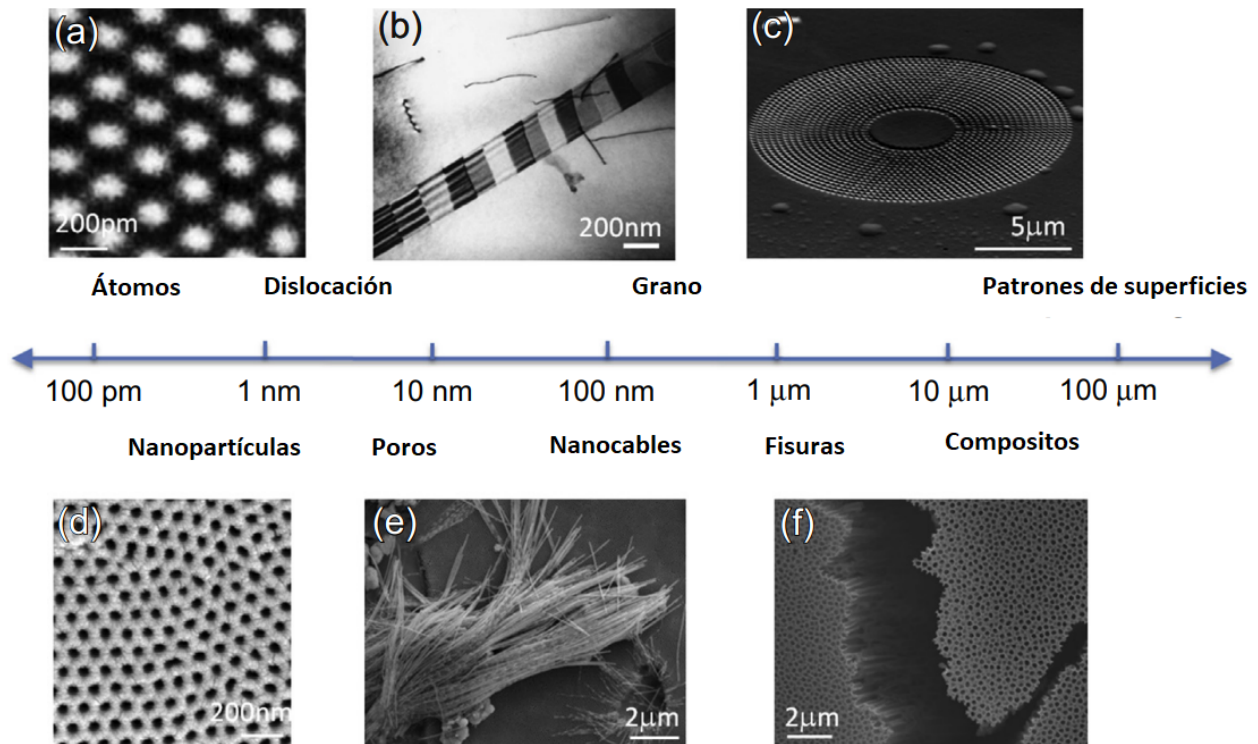 (a)
(b)
(c)
200pm
200nm
5μm
Átomos
Dislocación
Grano
Patrones de superficies
100 pm
1 nm
10 nm
100 nm
1 μm
10 μm
100 μm
Nanopartículas
Poros
Nanocables
Fisuras
Compositos
(d)
(e)
(f)
200nm
2μm
2μm